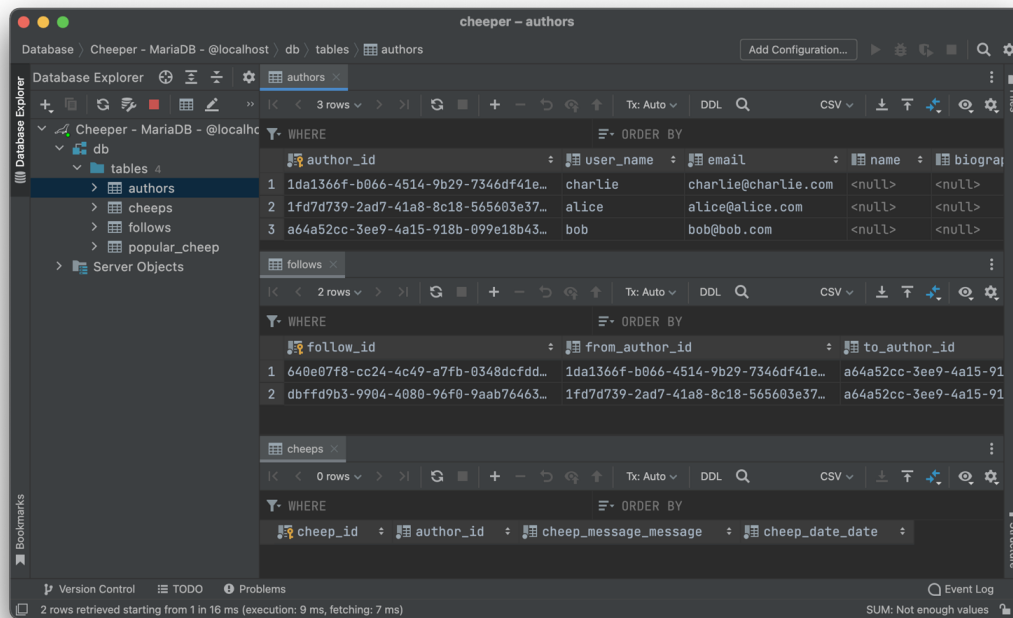 cheeper – authors
Database Cheeper - MariaDB - @localhost db tables authors
Add Configuration...
Database Explorer
Database Explorer
Cheeper - MariaDB - @localho
db
tables 4
authors
cheeps
follows
popular_cheep
Server Objects
Bookmarks
authors
3 rows Tx: Auto DDL CSV
WHERE ORDER BY
author_id user_name email name biograp
1 1da1366f-b066-4514-9b29-7346df41e… charlie charlie@charlie.com <null> <null>
2 1fd7d739-2ad7-41a8-8c18-565603e37… alice alice@alice.com <null> <null>
3 a64a52cc-3ee9-4a15-918b-099e18b43… bob bob@bob.com <null> <null>
follows
2 rows Tx: Auto DDL CSV
WHERE ORDER BY
follow_id from_author_id to_author_id
1 640e07f8-cc24-4c49-a7fb-0348dcfdd… 1da1366f-b066-4514-9b29-7346df41e… a64a52cc-3ee9-4a15-91
2 dbffd9b3-9904-4080-96f0-9aab76463… 1fd7d739-2ad7-41a8-8c18-565603e37… a64a52cc-3ee9-4a15-91
cheeps
0 rows Tx: Auto DDL CSV
WHERE ORDER BY
cheep_id author_id cheep_message_message cheep_date_date
Version Control TODO Problems Event Log
2 rows retrieved starting from 1 in 16 ms (execution: 9 ms, fetching: 7 ms) SUM: Not enough values